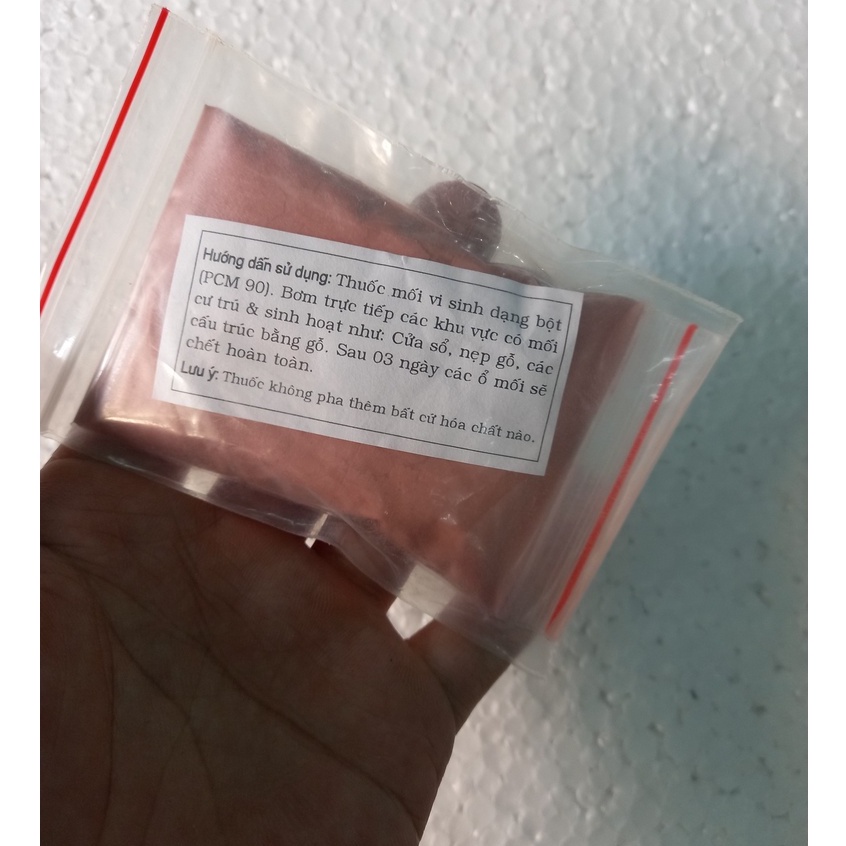 Hướng dẫn sử dụng: Thuốc mối vi sinh dạng bột
(PCM 90). Bơm trực tiếp các khu vực có mối
cư trú & sinh hoạt như: Cửa sổ, nẹp gỗ, các
cấu trúc bằng gỗ. Sau 03 ngày các ổ mối sẽ
chết hoàn toàn.
Lưu ý: Thuốc không pha thêm bất cứ hóa chất nào.